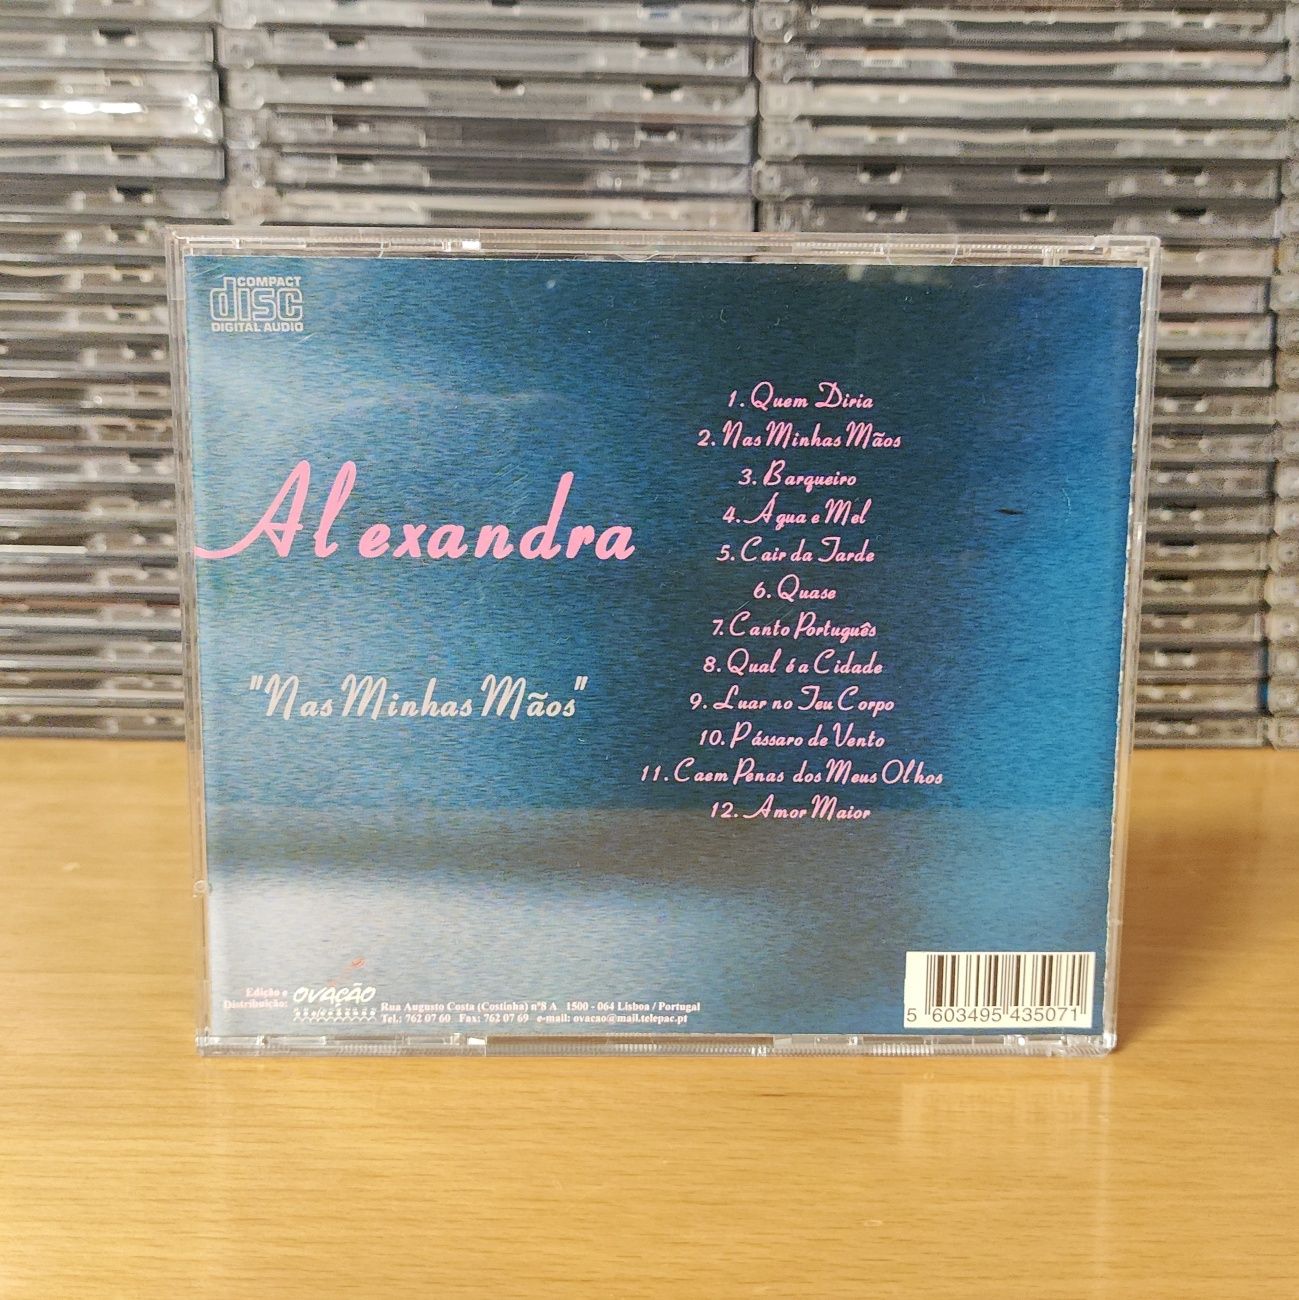 COMPACT
disc
DIGITAL AUDIO
Alexandra
"Nas Minhas Mãos"
1. Quem Diria
2. Nas Minhas Mãos
3. Barqueiro
4. Água e Mel
5. Cair da Tarde
6. Quase
7. Canto Português
8. Qual é a Cidade
9. Luar no Teu Corpo
10. Pássaro de Vento
11. Caem Penas dos Meus Olhos
12. Amor Maior
Edição e
Distribuição:
OVAÇÃO
Rua Augusto Costa (Costinha) nº8 A 1500 - 064 Lisboa / Portugal
Tel.: 762 07 60 Fax: 762 07 69 e-mail: ovacao@mail.telepac.pt
5 603495 435071